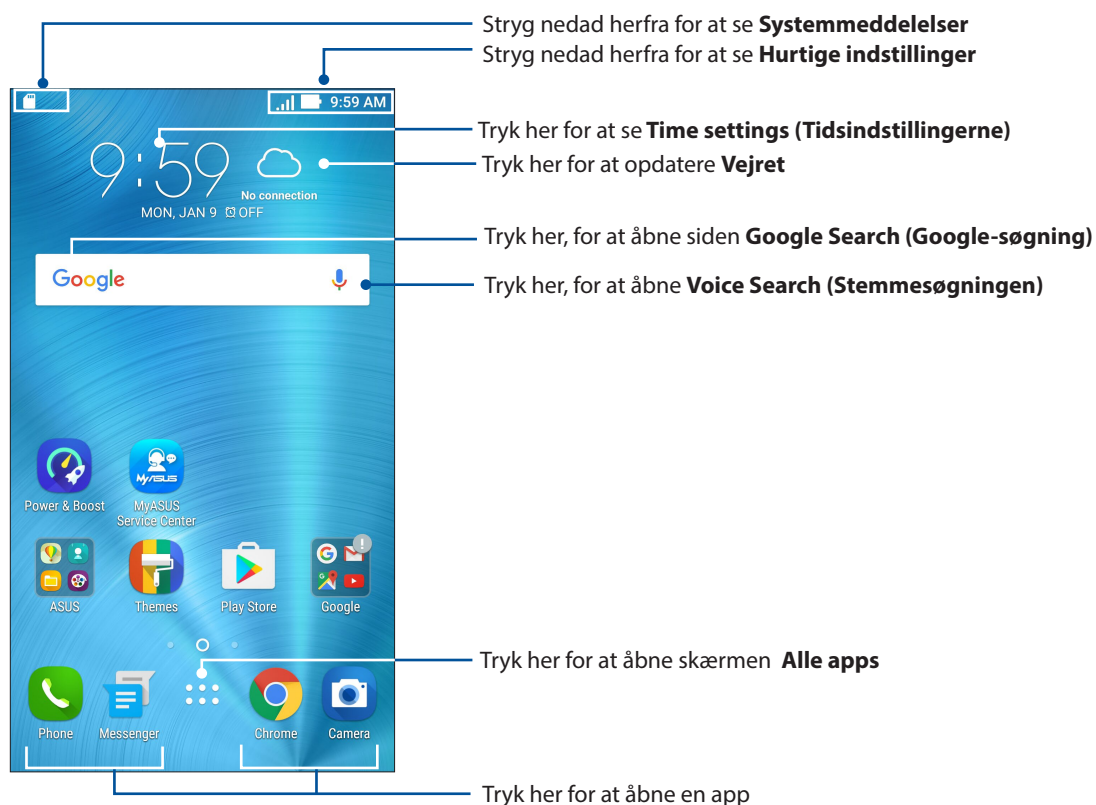 Stryg nedad herfra for at se Systemmeddelelser
Stryg nedad herfra for at se Hurtige indstillinger
9:59 AM
9:59
No connection
MON, JAN 9 OFF
Tryk her for at se Time settings (Tidsindstillingerne)
Tryk her for at opdatere Vejret
Tryk her, for at åbne siden Google Search (Google-søgning)
Google
Tryk her, for at åbne Voice Search (Stemmesøgningen)
MyASUS
Power & Boost
MyASUS
Service Center
ASUS
Themes
Play Store
Google
Tryk her for at åbne skærmen Alle apps
Phone
Messenger
Chrome
Camera
Tryk her for at åbne en app